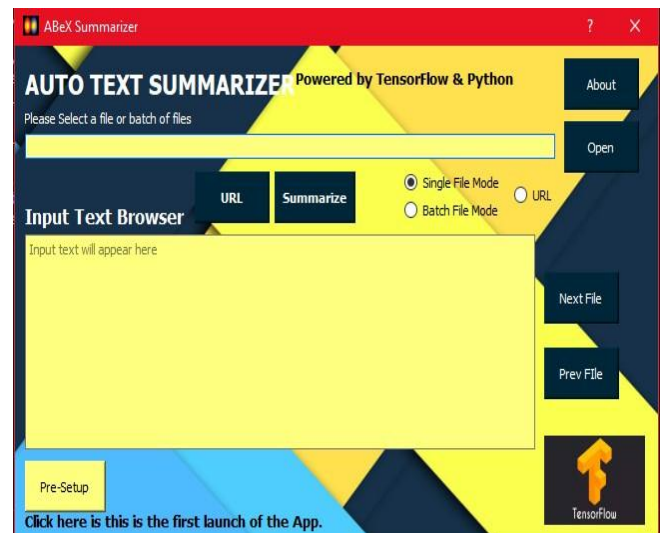 ABeX Summarizer
? X
AUTO TEXT SUMMARIZER
Powered by TensorFlow & Python
About
Please Select a file or batch of files
Open
URL
Summarize
Single File Mode
Batch File Mode
URL
Input Text Browser
Input text will appear here
Next File
Prev FIle
Pre-Setup
TensorFlow
Click here is this is the first launch of the App.